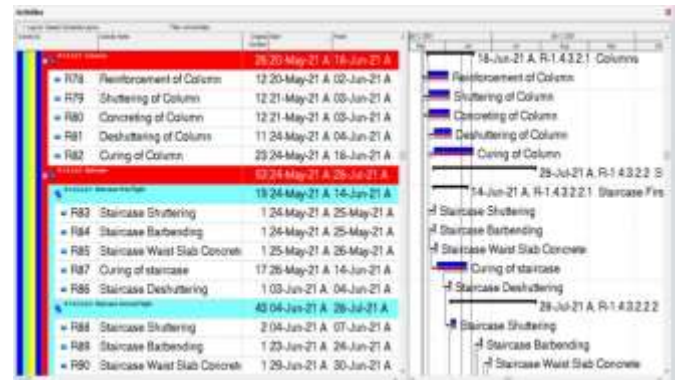 Activities
Columns
26 20-May-21 A 16-Jun-21 A
R78 Reinforcement of Column 12 20-May-21 A 02-Jun-21 A
R79 Shuttering of Column 12 21-May-21 A 03-Jun-21 A
R80 Concreting of Column 12 21-May-21 A 03-Jun-21 A
R81 Deshuttering of Column 11 24-May-21 A 04-Jun-21 A
R82 Curing of Column 23 24-May-21 A 16-Jun-21 A
53 24-May-21 A 26-Jul-21 A
19 24-May-21 A 14-Jun-21 A
R83 Staircase Shuttering 1 24-May-21 A 25-May-21 A
R84 Staircase Barbending 1 24-May-21 A 25-May-21 A
R85 Staircase Waist Slab Concrete 1 25-May-21 A 26-May-21 A
R87 Curing of staircase 17 26-May-21 A 14-Jun-21 A
R86 Staircase Deshuttering 1 03-Jun-21 A 04-Jun-21 A
43 04-Jun-21 A 26-Jul-21 A
R88 Staircase Shuttering 2 04-Jun-21 A 07-Jun-21 A
R89 Staircase Barbending 1 23-Jun-21 A 24-Jun-21 A
R90 Staircase Waist Slab Concrete 1 29-Jun-21 A 30-Jun-21 A
16-Jun-21 A, R-1.4.3.2.1 Columns
Reinforcement of Column
Shuttering of Column
Concreting of Column
Deshuttering of Column
Curing of Column
26-Jul-21 A, R-1.4.3.2.2 S
14-Jun-21 A, R-1.4.3.2.2.1 Staircase Firs
Staircase Shuttering
Staircase Barbending
Staircase Waist Slab Concrete
Curing of staircase
Staircase Deshuttering
26-Jul-21 A, R-1.4.3.2.2.2
Staircase Shuttering
Staircase Barbending
Staircase Waist Slab Concrete